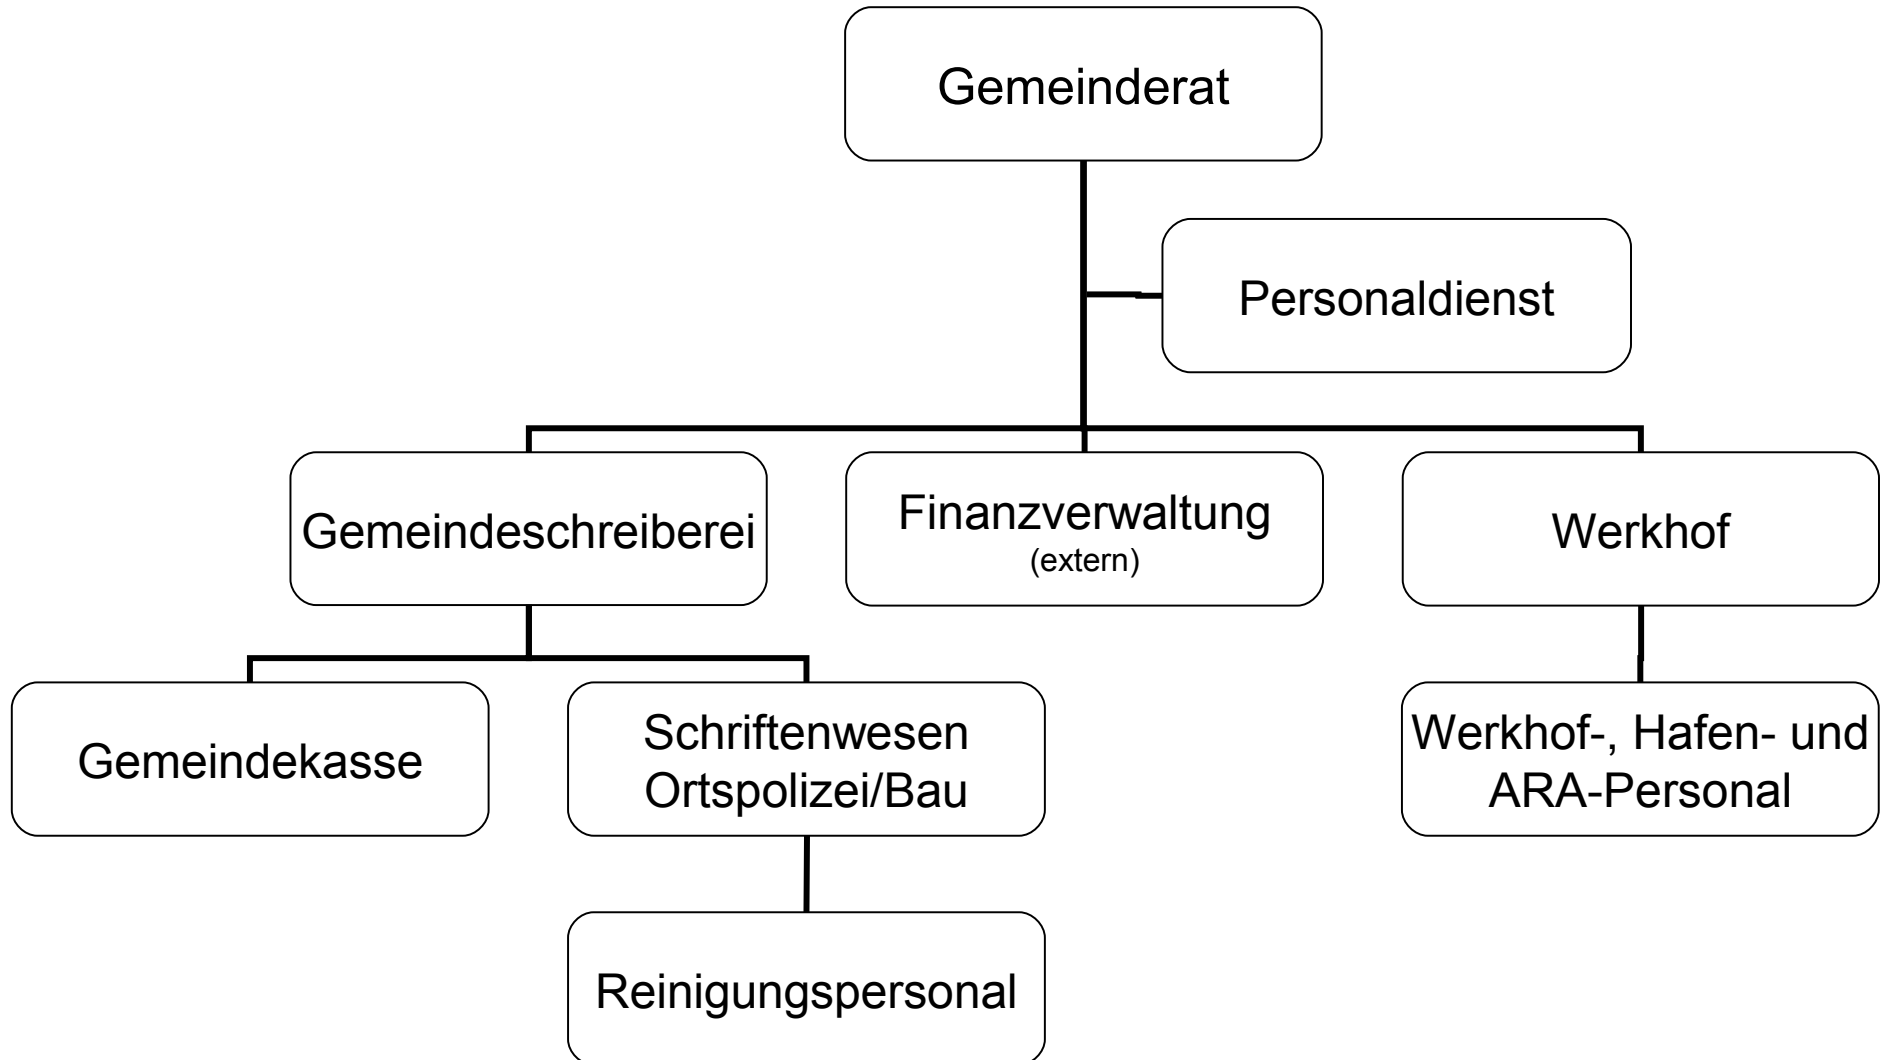 Gemeinderat
Personaldienst
Gemeindeschreiberei
Finanzverwaltung
(extern)
Werkhof
Gemeindekasse
Schriftenwesen
Ortspolizei/Bau
Werkhof-, Hafen- und
ARA-Personal
Reinigungspersonal